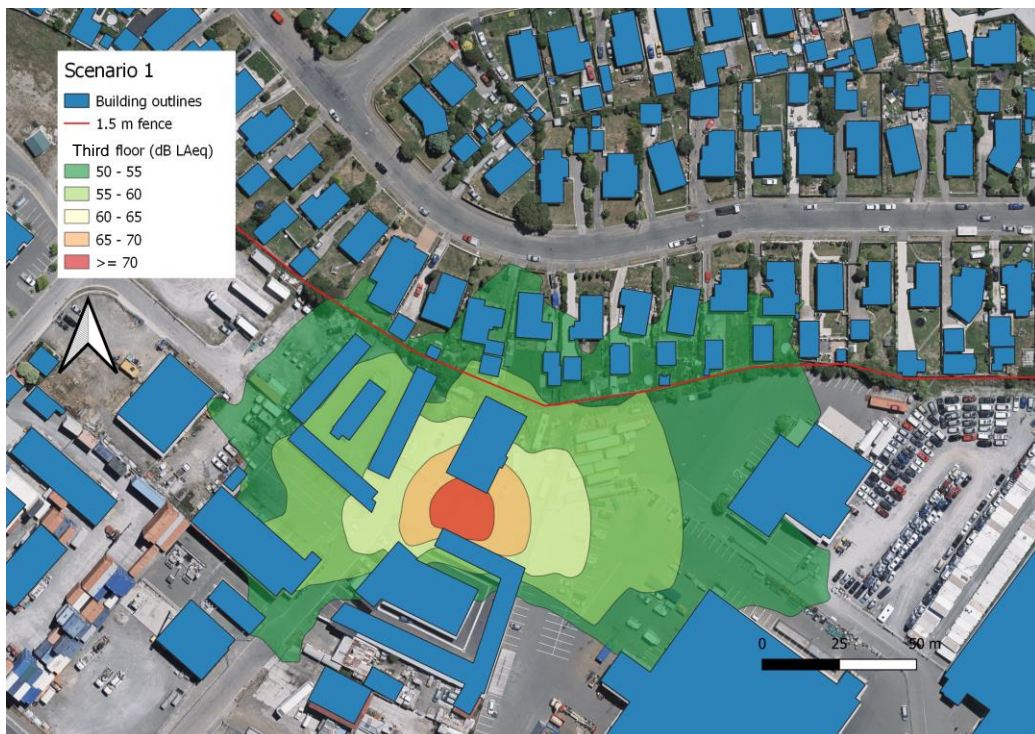 Scenario 1
Building outlines
1.5 m fence
Third floor (dB LAeq)
50 - 55
55 - 60
60 - 65
65 - 70
>= 70
0 25 50 m